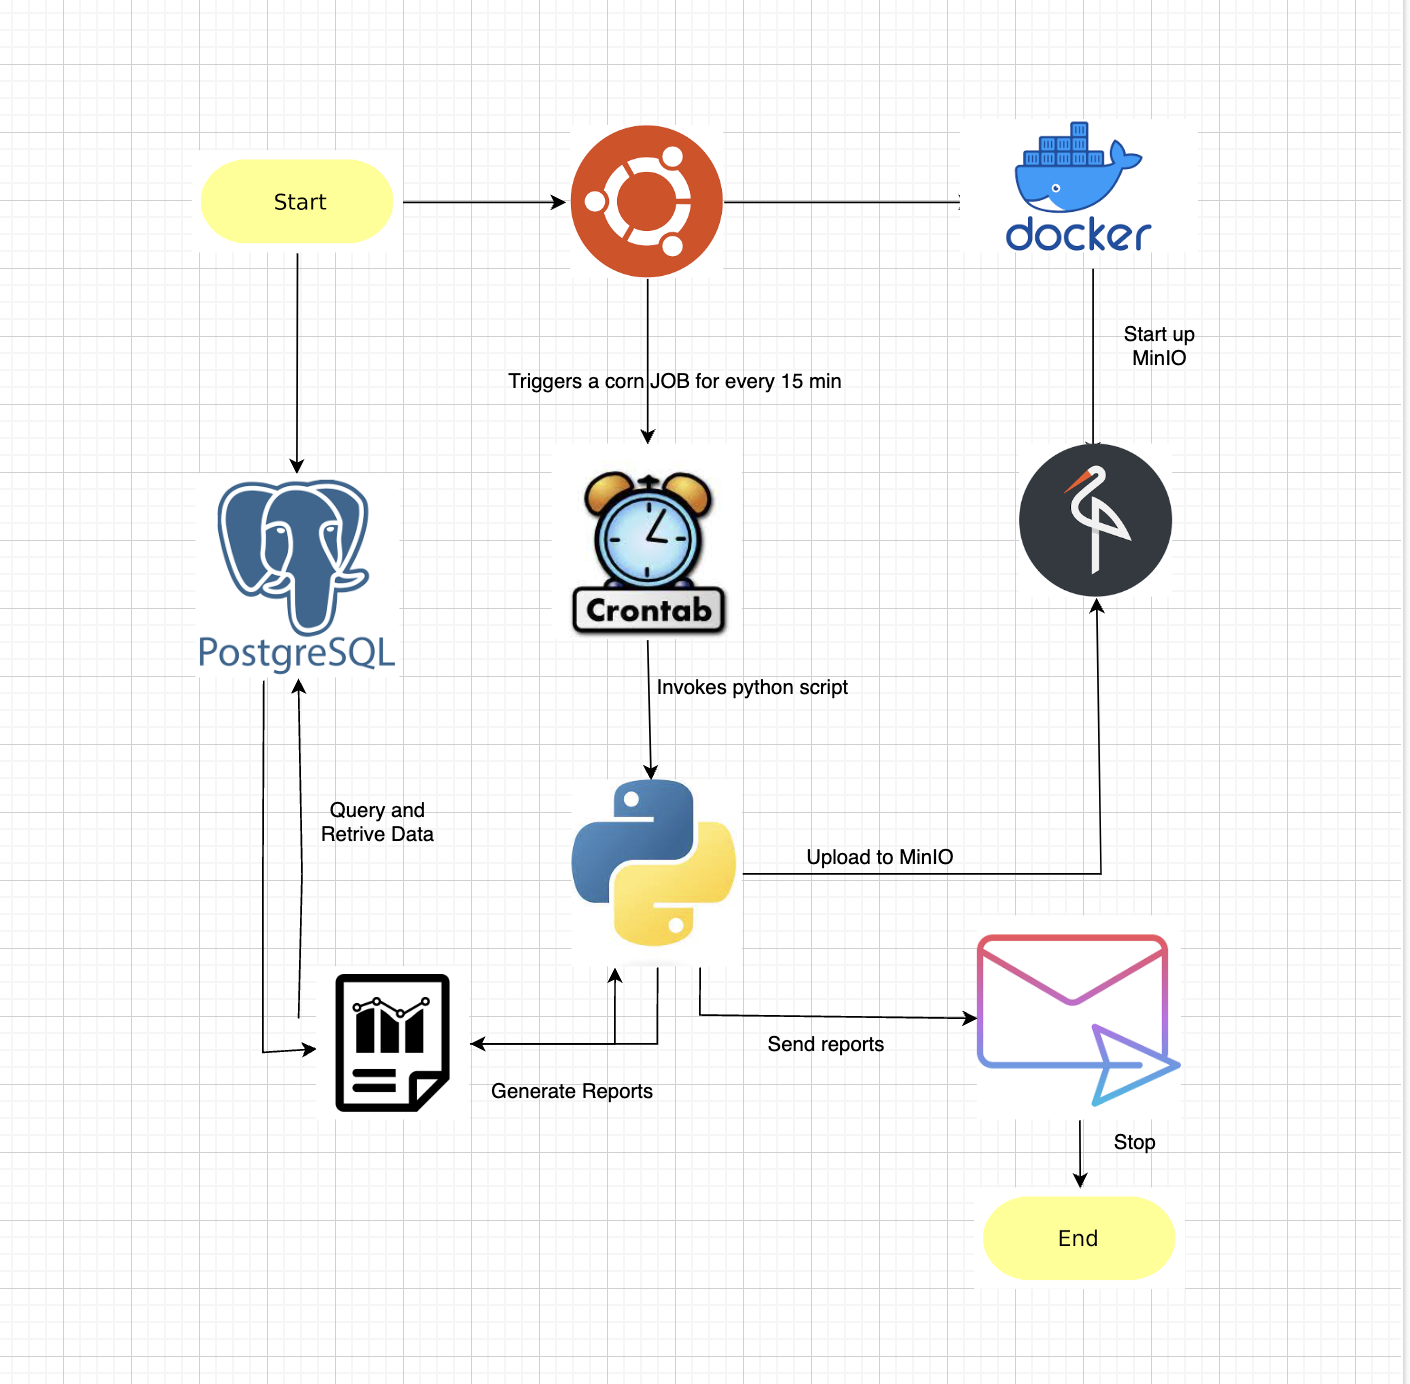 Start
docker
Start up
MinIO
Triggers a corn JOB for every 15 min
Crontab
PostgreSQL
Invokes python script
Query and
Retrive Data
Upload to MinIO
Send reports
Generate Reports
Stop
End